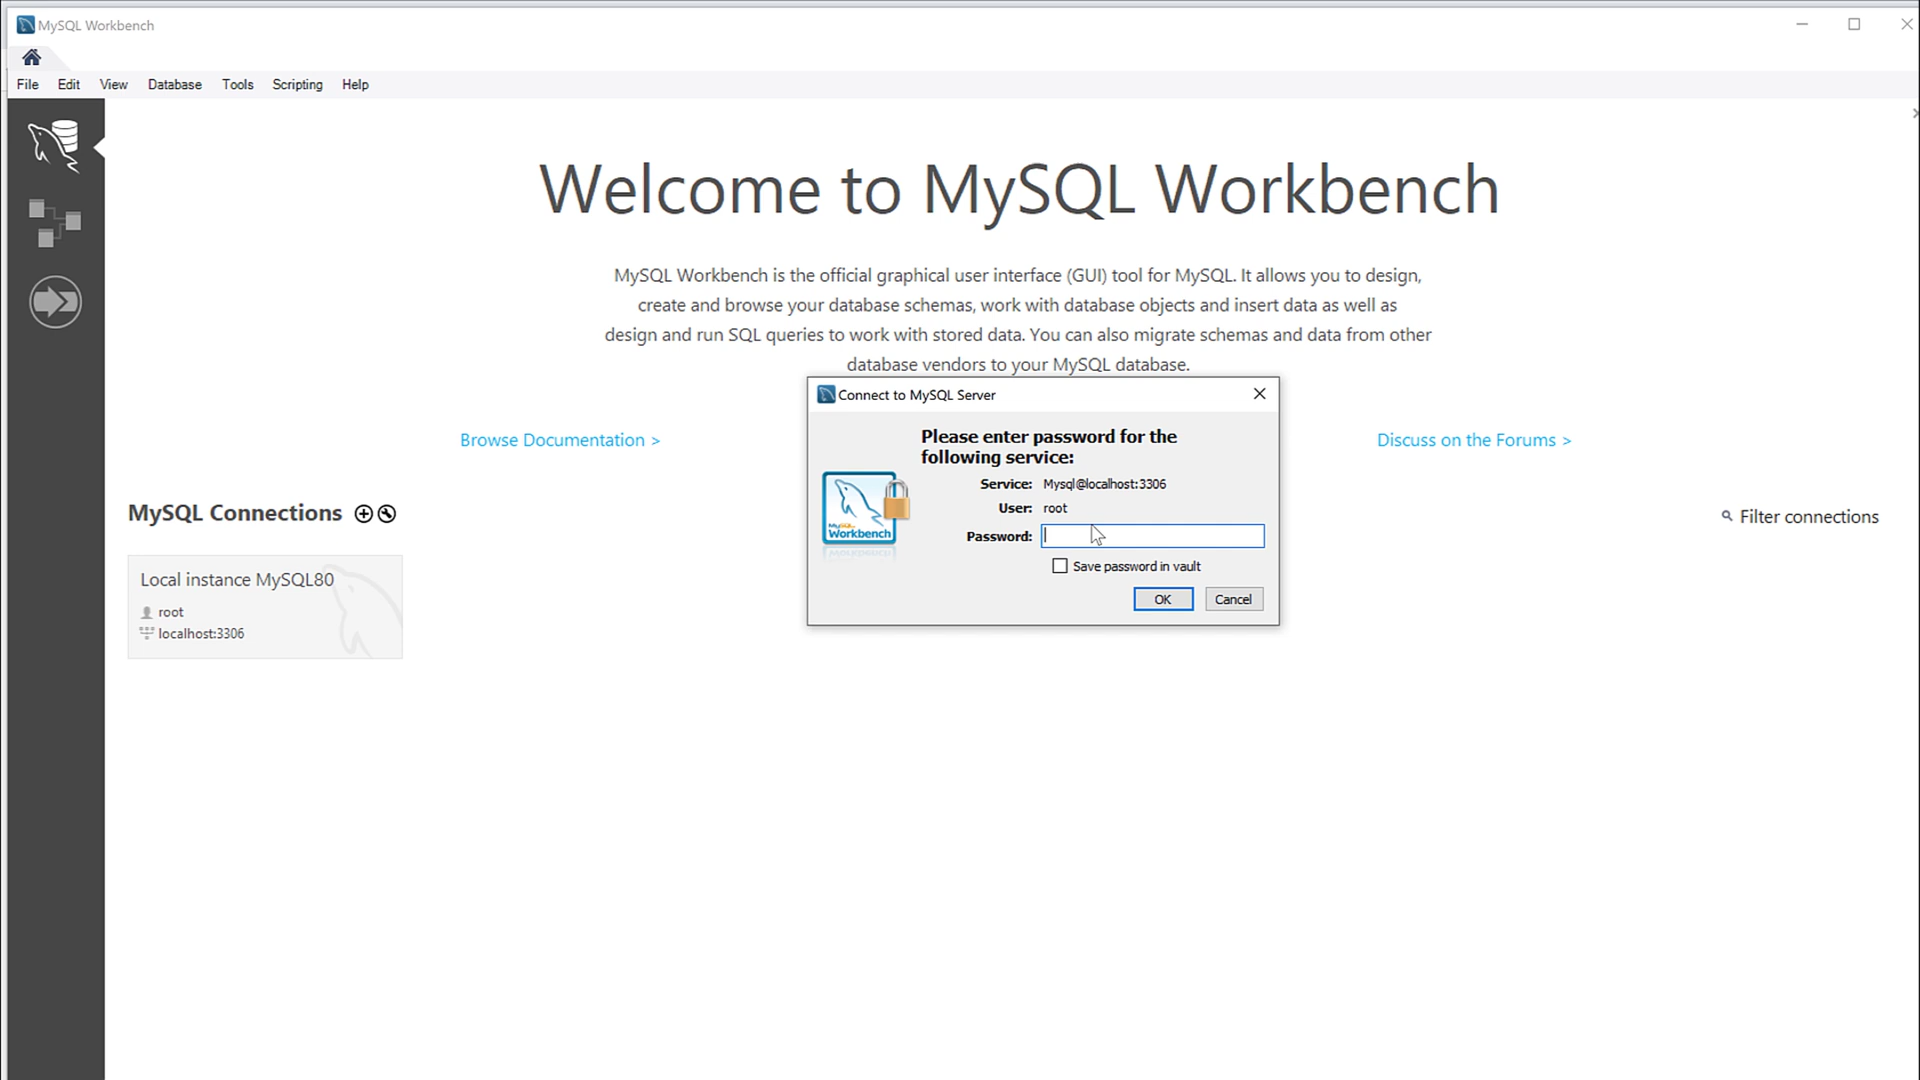 MySQL Workbench
File Edit View Database Tools Scripting Help
Welcome to MySQL Workbench
MySQL Workbench is the official graphical user interface (GUI) tool for MySQL. It allows you to design,
create and browse your database schemas, work with database objects and insert data as well as
design and run SQL queries to work with stored data. You can also migrate schemas and data from other
database vendors to your MySQL database.
Browse Documentation >
Discuss on the Forums >
Connect to MySQL Server
Please enter password for the
following service:
Service: Mysql@localhost:3306
User: root
Password:
Save password in vault
OK Cancel
MySQL
Workbench
MySQL Connections
Filter connections
Local instance MySQL80
root
localhost:3306